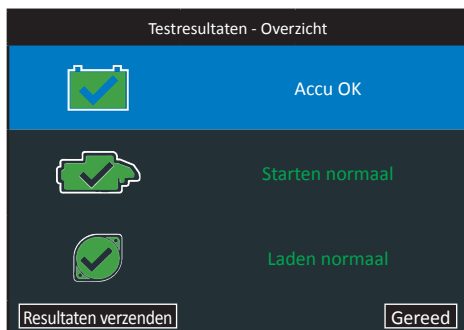 Testresultaten - Overzicht
Accu OK
Starten normaal
Laden normaal
Resultaten verzenden
Gereed